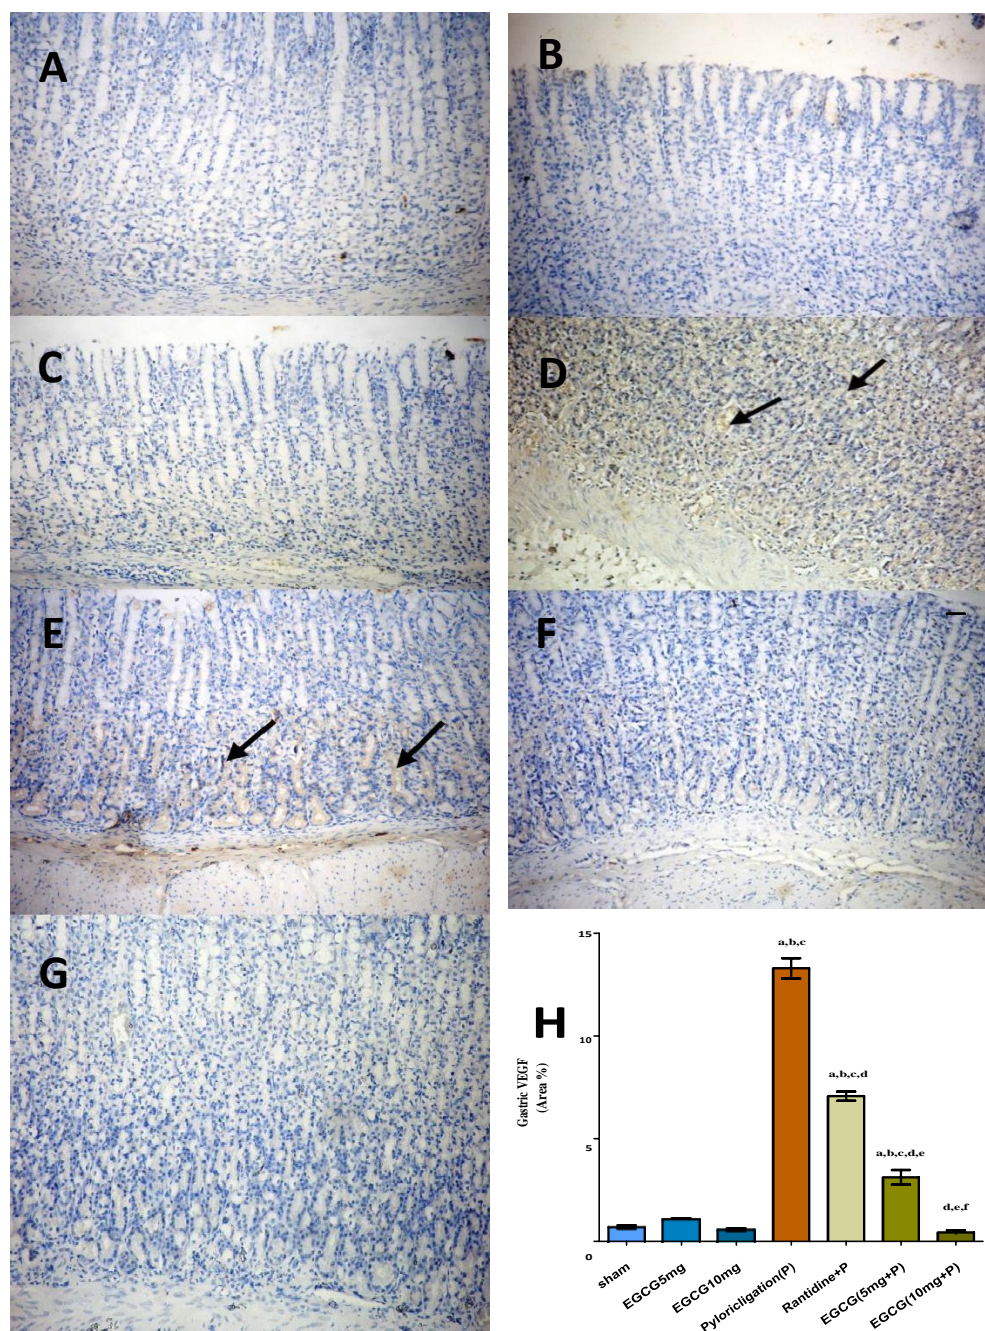 A
B
C
D
E
F
G
H
Gastric VEGF
(Area %)
15
10
5
0
a,b,c
a,b,c,d
a,b,c,d,e
d,e,f
sham
EGCG5mg
EGCG10mg
Pyloricligation(P)
Rantidine+P
EGCG(5mg+P)
EGCG(10mg+P)